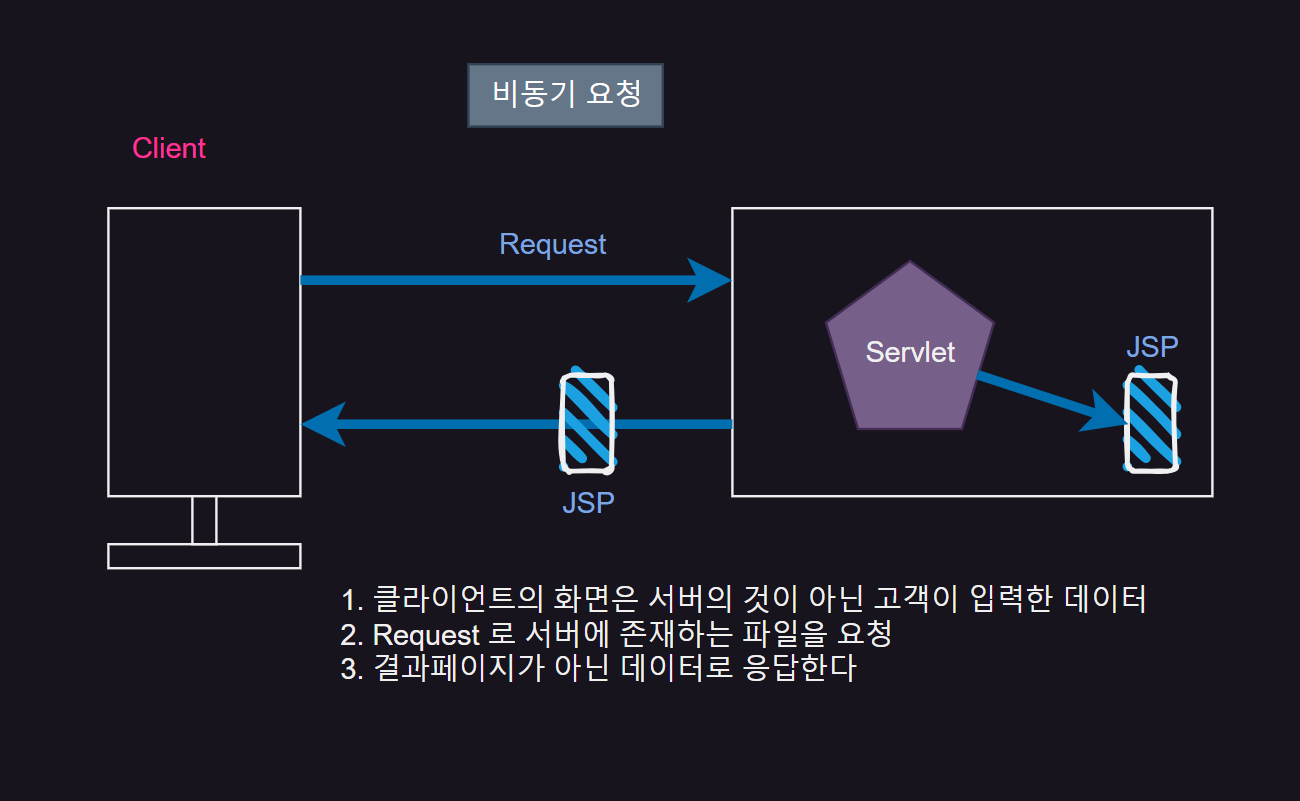 비동기 요청
Client
Request
Servlet
JSP
JSP
1. 클라이언트의 화면은 서버의 것이 아닌 고객이 입력한 데이터
2. Request 로 서버에 존재하는 파일을 요청
3. 결과페이지가 아닌 데이터로 응답한다